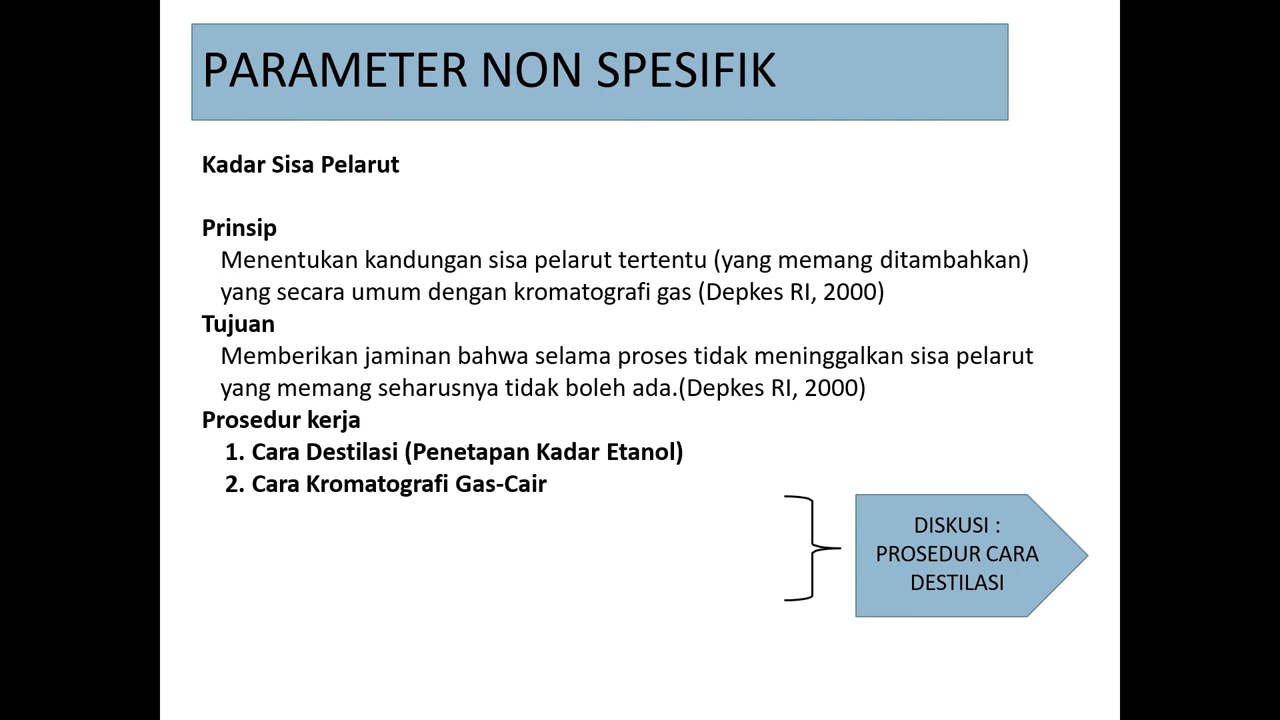 PARAMETER NON SPESIFIK
Kadar Sisa Pelarut
Prinsip
Menentukan kandungan sisa pelarut tertentu (yang memang ditambahkan)
yang secara umum dengan kromatografi gas (Depkes RI, 2000)
Tujuan
Memberikan jaminan bahwa selama proses tidak meninggalkan sisa pelarut
yang memang seharusnya tidak boleh ada.(Depkes RI, 2000)
Prosedur kerja
1. Cara Destilasi (Penetapan Kadar Etanol)
2. Cara Kromatografi Gas-Cair
DISKUSI :
PROSEDUR CARA
DESTILASI